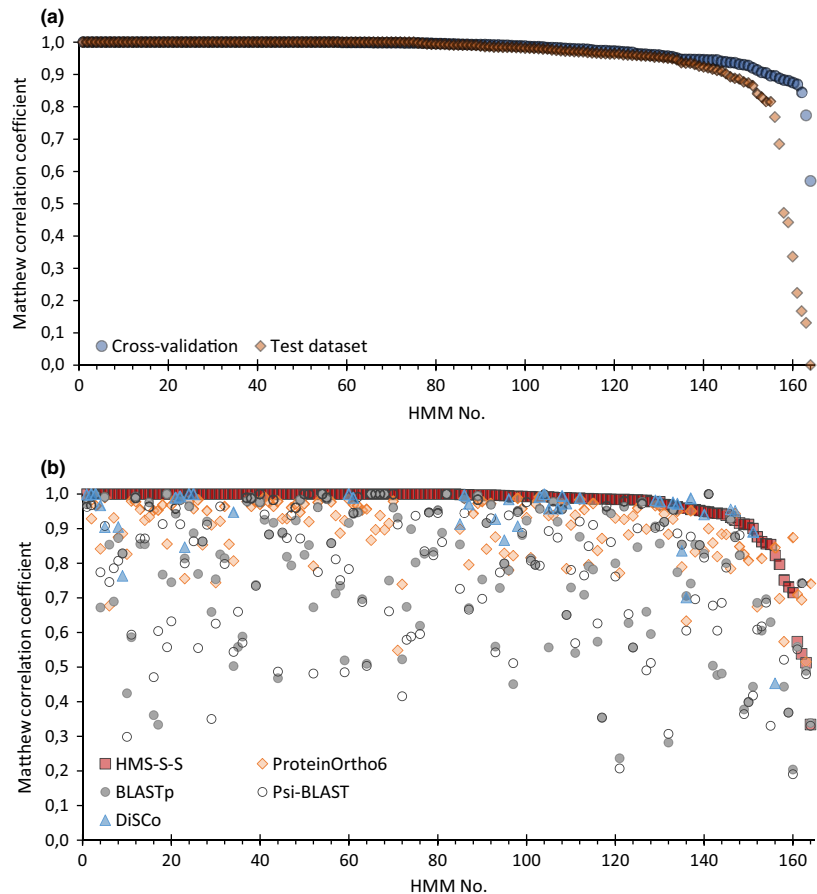 (a)
Matthew correlation coefficient
1,0
0,9
0,8
0,7
0,6
0,5
0,4
0,3
0,2
0,1
0,0
Cross-validation Test dataset
0 20 40 60 80 100 120 140 160
HMM No.
(b)
Matthew correlation coefficient
1,0
0,9
0,8
0,7
0,6
0,5
0,4
0,3
0,2
0,1
0,0
HMS-S-S ProteinOrtho6
BLASTp Psi-BLAST
DiSCo
0 20 40 60 80 100 120 140 160
HMM No.